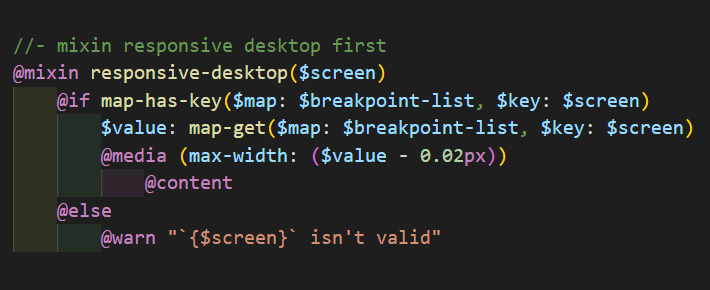 //- mixin responsive desktop first
@mixin responsive-desktop($screen)
    @if map-has-key($map: $breakpoint-list, $key: $screen)
        $value: map-get($map: $breakpoint-list, $key: $screen)
        @media (max-width: ($value - 0.02px))
            @content
    @else
        @warn "`{$screen}` isn't valid"